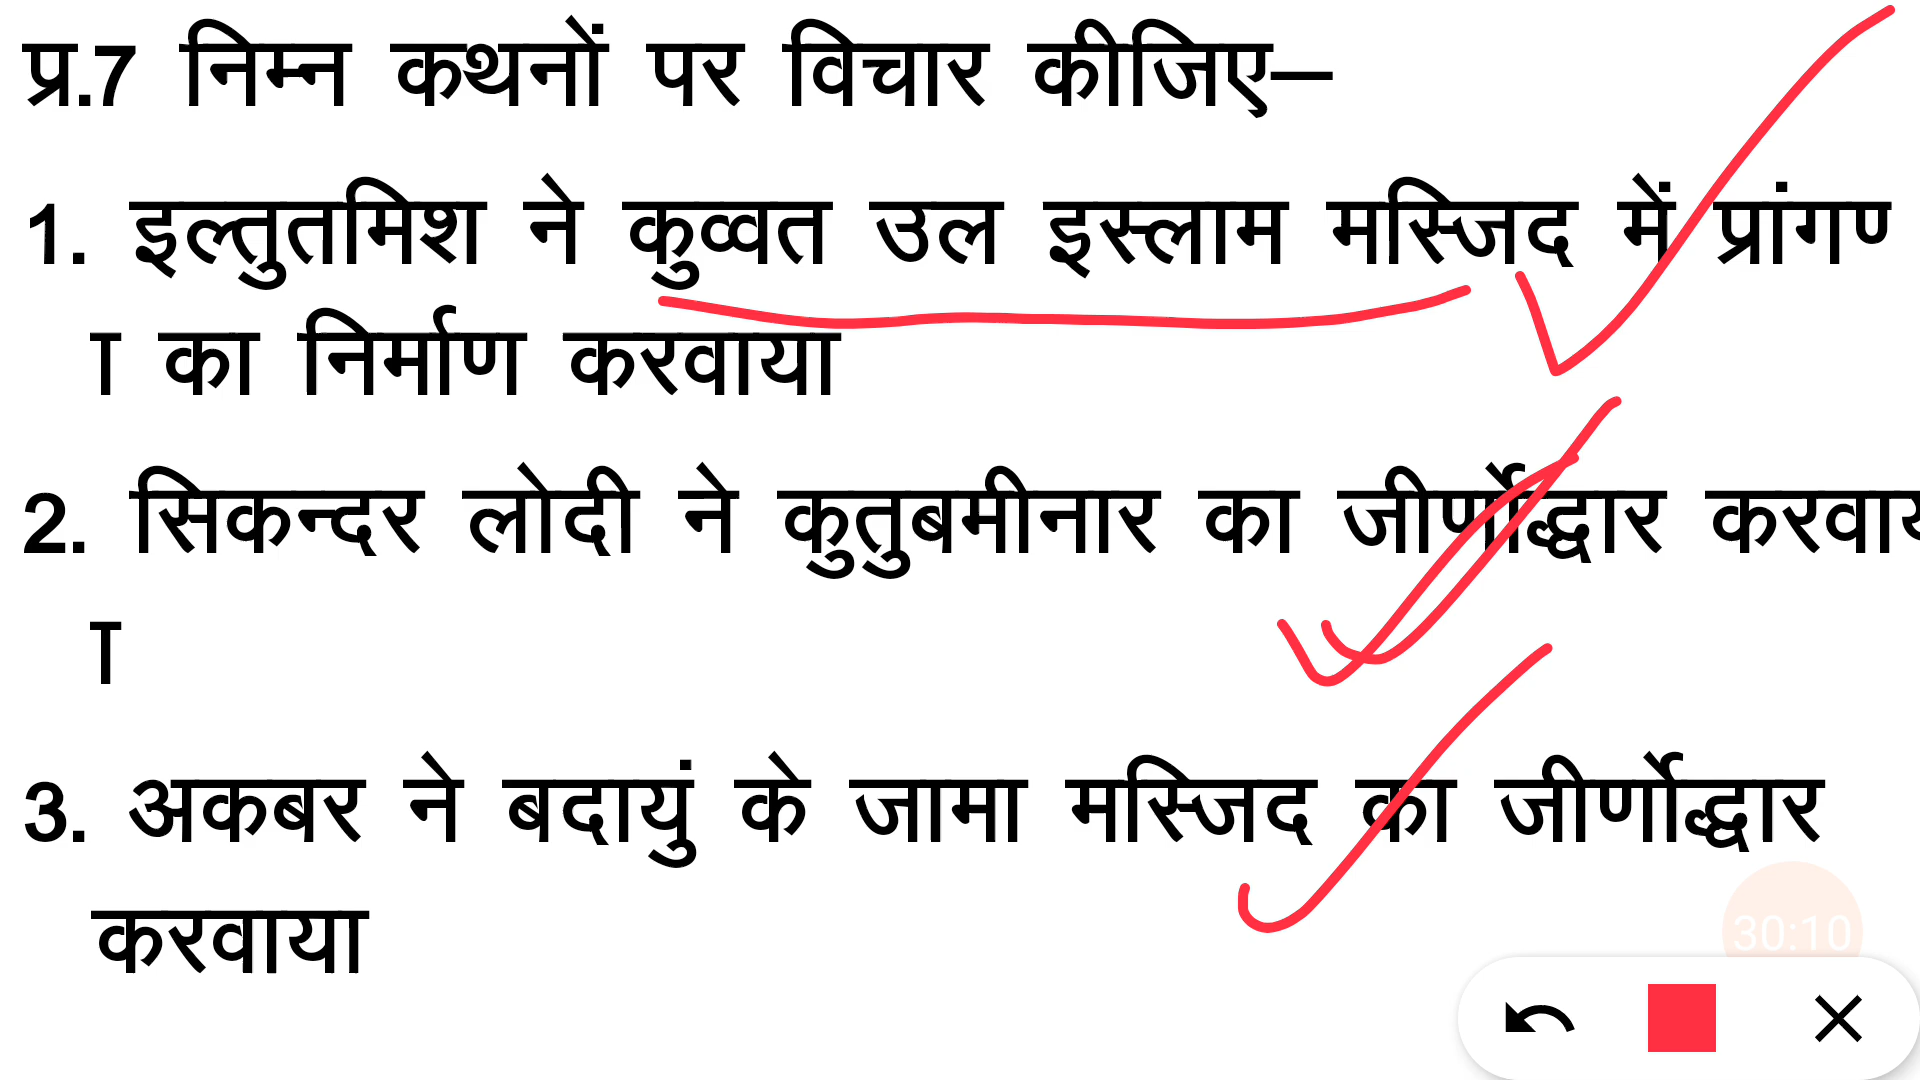 प्र.7 निम्न कथनों पर विचार कीजिए—
1. इल्तुतमिश ने कुव्वत उल इस्लाम मस्जिद में प्रांगण
ा का निर्माण करवाया
2. सिकन्दर लोदी ने कुतुबमीनार का जीर्णोद्धार करवाय
ा
3. अकबर ने बदायुं के जामा मस्जिद का जीर्णोद्धार
करवाया
30:10